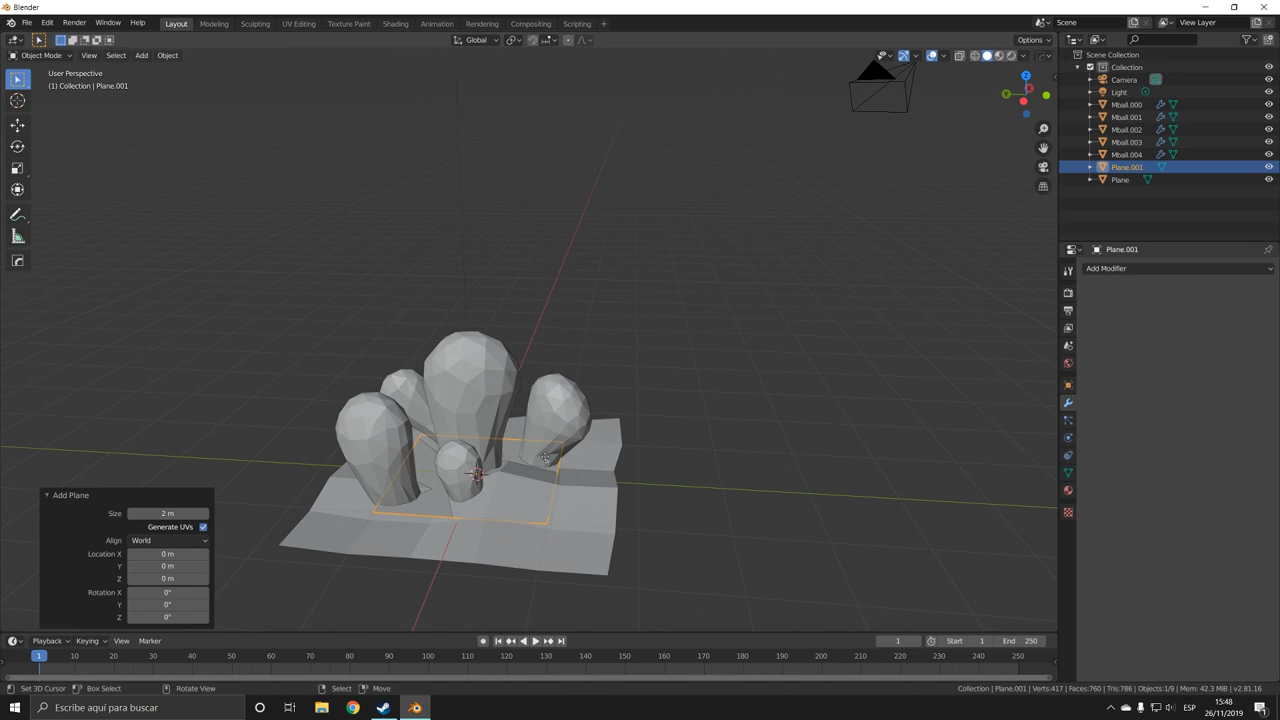 Blender
File Edit Render Window Help
Layout Modeling Sculpting UV Editing Texture Paint Shading Animation Rendering Compositing Scripting +
Scene
View Layer
Global
Options
Object Mode View Select Add Object
User Perspective
(1) Collection | Plane.001
Z
Y
Scene Collection
Collection
Camera
Light
Mball.000
Mball.001
Mball.002
Mball.003
Mball.004
Plane.001
Plane
Plane.001
Add Modifier
Add Plane
Size 2 m
Generate UVs
Align World
Location X 0 m
Y 0 m
Z 0 m
Rotation X 0°
Y 0°
Z 0°
Playback Keying View Marker
1
Start 1
End 250
1 10 20 30 40 50 60 70 80 90 100 110 120 130 140 150 160 170 180 190 200 210 220 230 240 250
Set 3D Cursor Box Select Rotate View Select Move
Collection | Plane.001 | Verts:417 | Faces:760 | Tris:786 | Objects:1/9 | Mem: 42.3 MiB | v2.81.16
Escribe aquí para buscar
ESP
15:48
26/11/2019
1